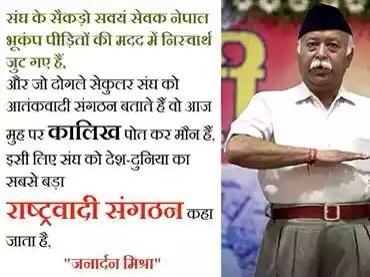 संघ के सैकड़ो सवयं सेवक नेपाल
भूकंप पीड़ितों की मदद में निस्वार्थ
जुट गए हैं,
और जो दोगले सेकुलर संघ को
आतंकवादी संगठन बताते हैं वो आज
मुह पर कालिख पोत कर मौन हैं,
इसी लिए संघ को देश-दुनिया का
सबसे बड़ा
राष्ट्रवादी संगठन कहा
जाता है,
"जनार्दन मिश्रा"